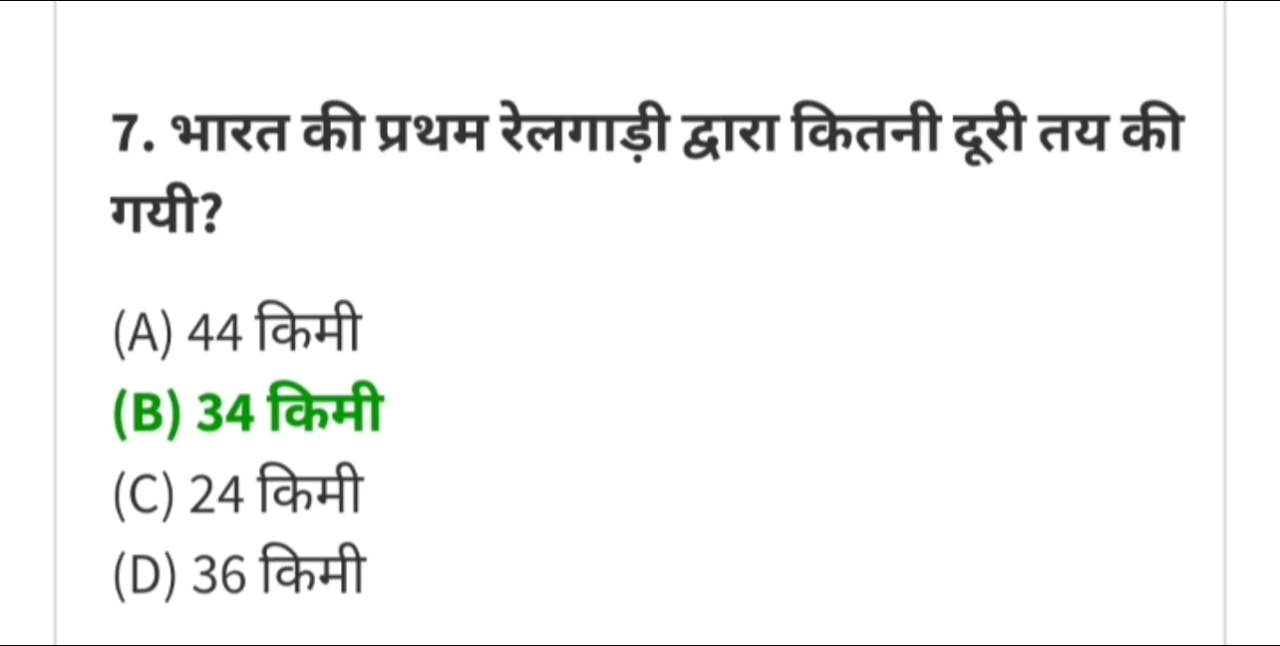 7. भारत की प्रथम रेलगाड़ी द्वारा कितनी दूरी तय की
गयी?
(A) 44 किमी
(B) 34 किमी
(C) 24 किमी
(D) 36 किमी